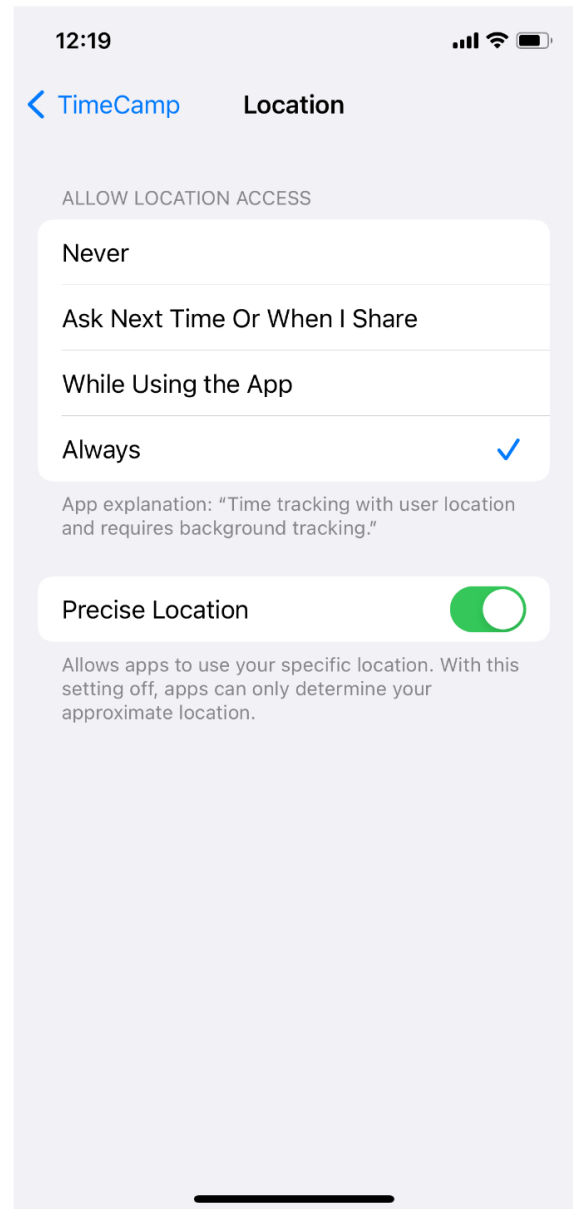 12:19
TimeCamp
Location
ALLOW LOCATION ACCESS
Never
Ask Next Time Or When I Share
While Using the App
Always
App explanation: “Time tracking with user location
and requires background tracking.”
Precise Location
Allows apps to use your specific location. With this
setting off, apps can only determine your
approximate location.